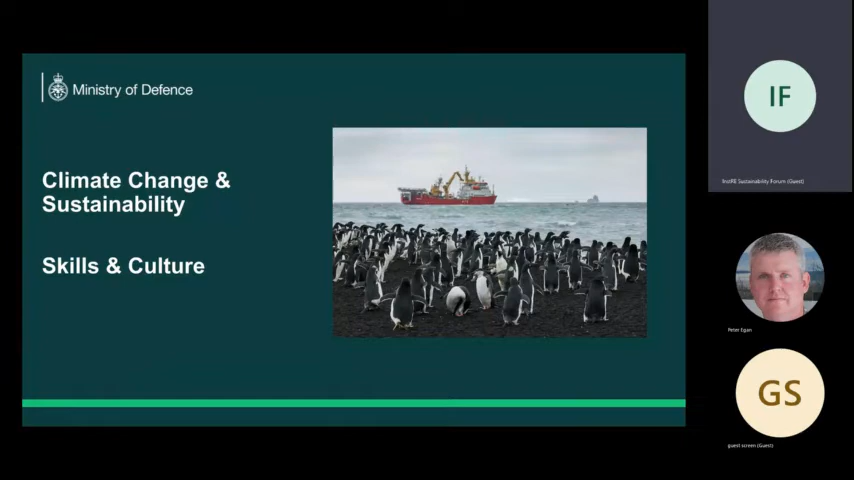 Ministry of Defence
Climate Change &
Sustainability
Skills & Culture
IF
InstRE Sustainability Forum (Guest)
Peter Egan
GS
guest screen (Guest)